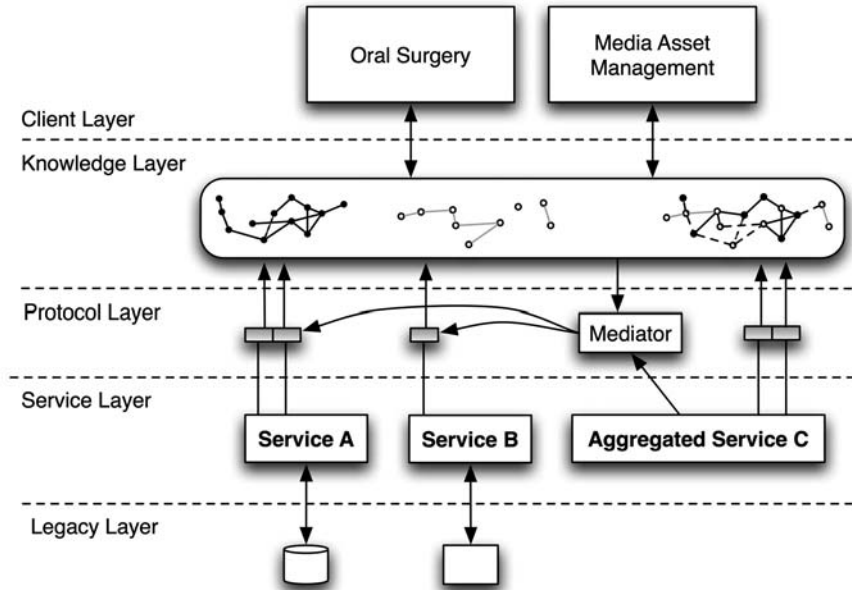 Oral Surgery
Media Asset
Management
Client Layer
Knowledge Layer
Protocol Layer
Mediator
Service Layer
Service A
Service B
Aggregated Service C
Legacy Layer